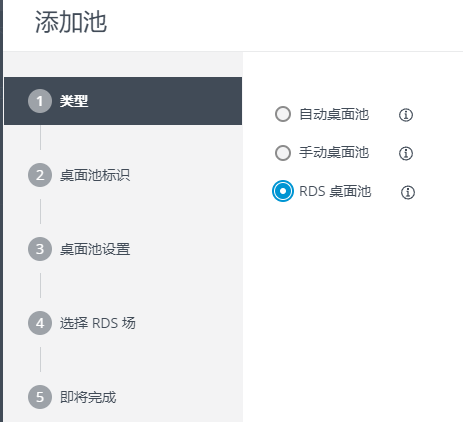 添加池
1 类型
2 桌面池标识
3 桌面池设置
4 选择 RDS 场
5 即将完成
自动桌面池
手动桌面池
RDS 桌面池